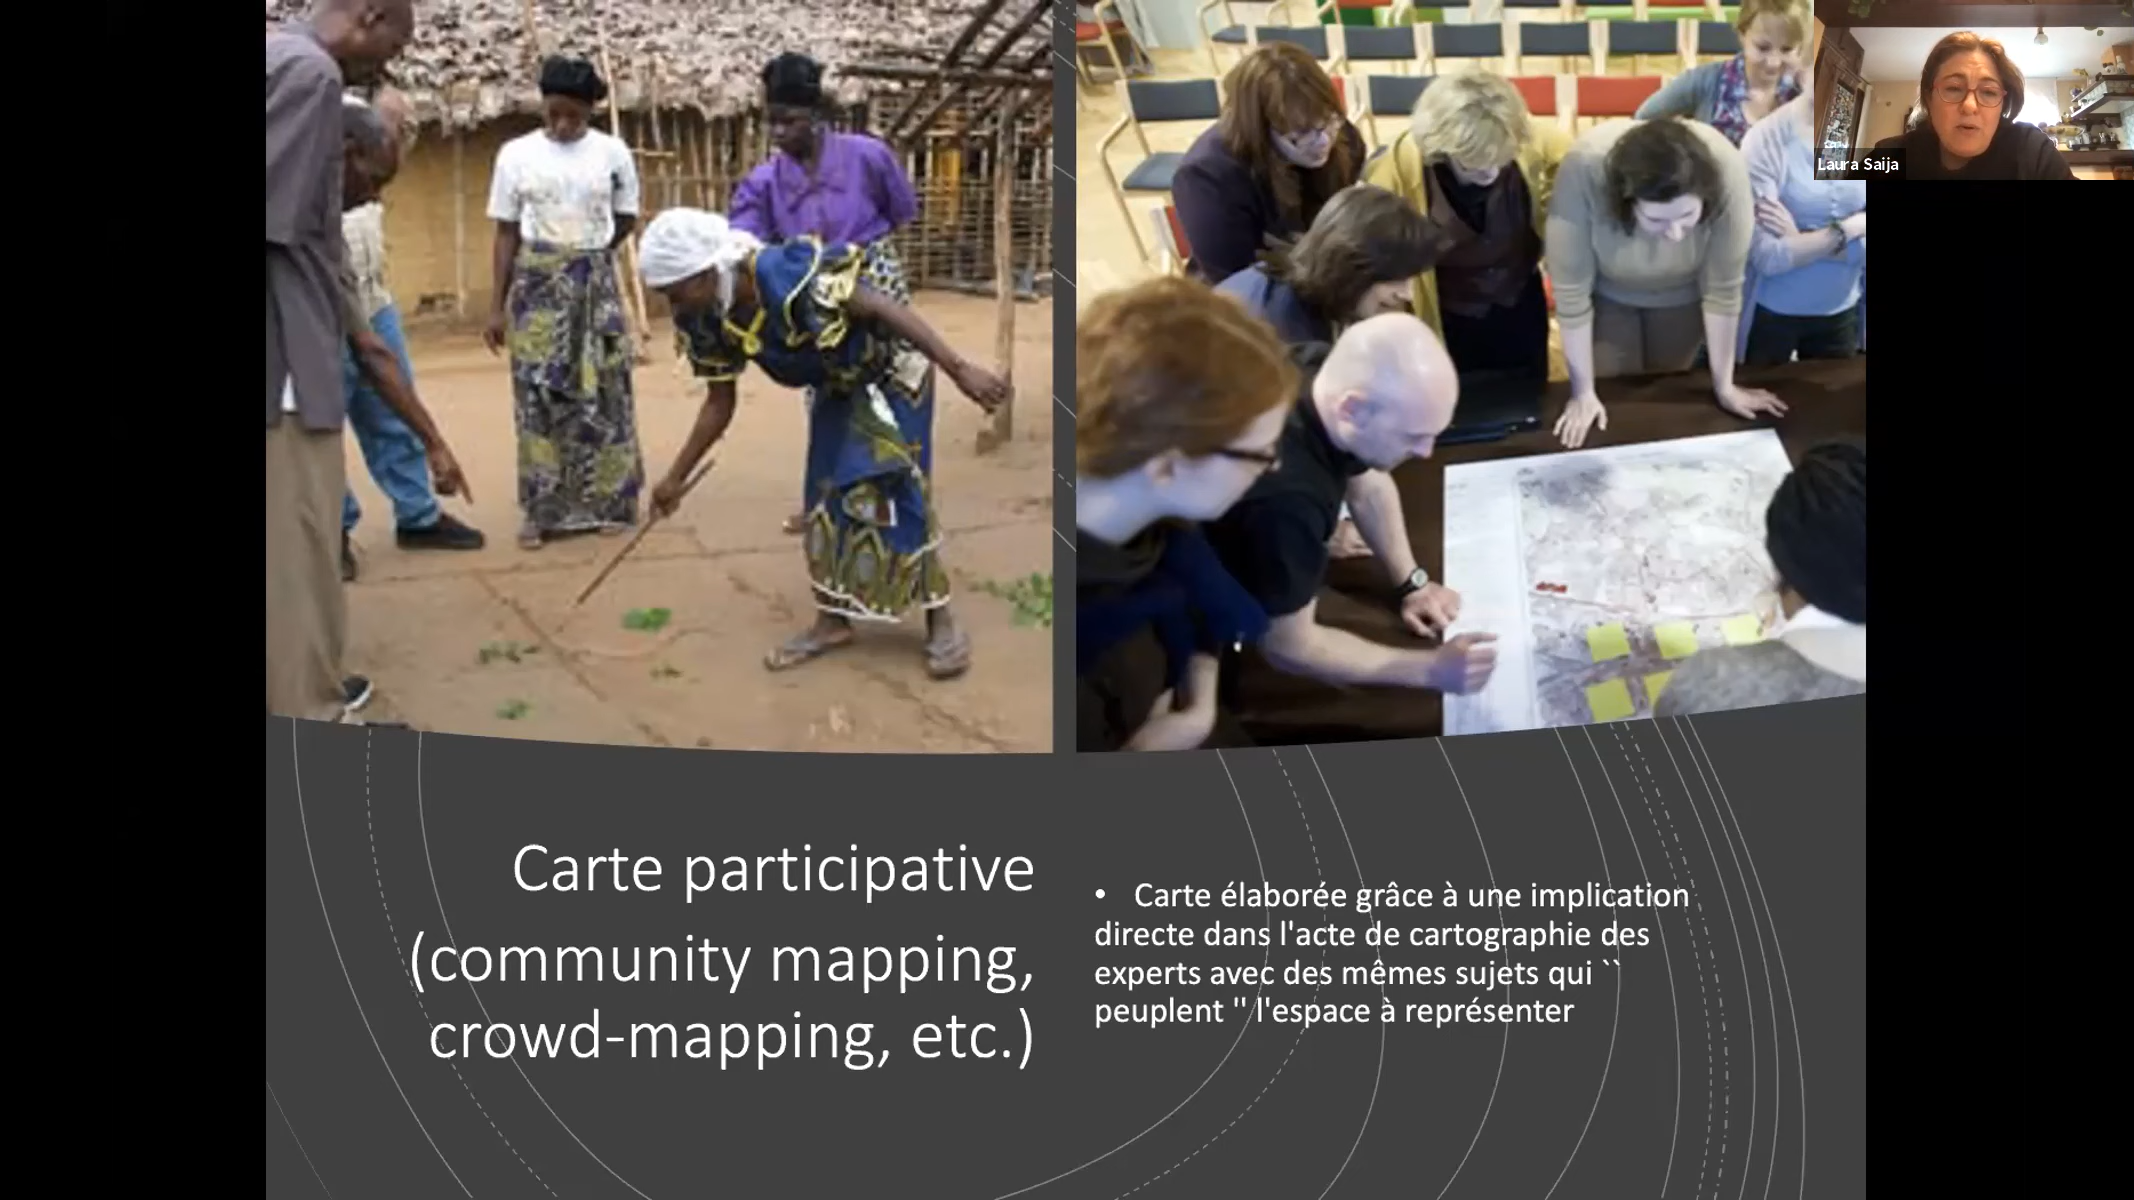 Laura Saija
Carte participative
(community mapping,
crowd-mapping, etc.)
• Carte élaborée grâce à une implication
directe dans l'acte de cartographie des
experts avec des mêmes sujets qui ``
peuplent '' l'espace à représenter